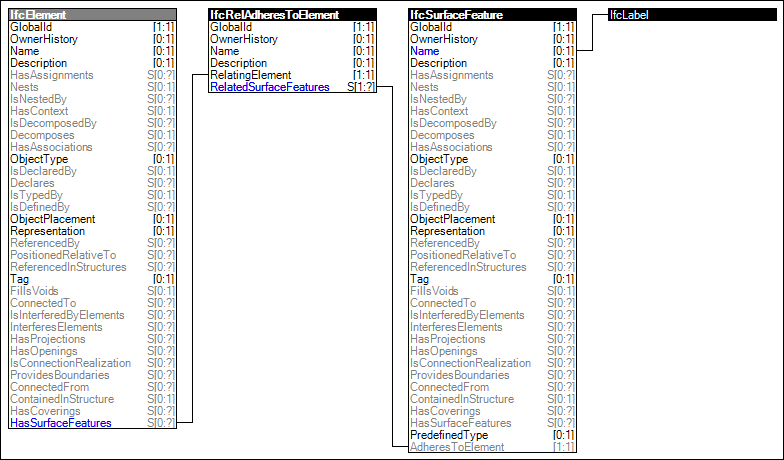 IfcElement
GlobalId [1:1]
OwnerHistory [0:1]
Name [0:1]
Description [0:1]
HasAssignments S[0:?]
Nests S[0:1]
IsNestedBy S[0:?]
HasContext S[0:1]
IsDecomposedBy S[0:?]
Decomposes S[0:1]
HasAssociations S[0:?]
ObjectType [0:1]
IsDeclaredBy S[0:1]
Declares S[0:?]
IsTypedBy S[0:1]
IsDefinedBy S[0:?]
ObjectPlacement [0:1]
Representation [0:1]
ReferencedBy S[0:?]
PositionedRelativeTo S[0:?]
ReferencedInStructures S[0:?]
Tag [0:1]
FillsVoids S[0:1]
ConnectedTo S[0:?]
IsInterferedByElements S[0:?]
InterferesElements S[0:?]
HasProjections S[0:?]
HasOpenings S[0:?]
IsConnectionRealization S[0:?]
ProvidesBoundaries S[0:?]
ConnectedFrom S[0:?]
ContainedInStructure S[0:1]
HasCoverings S[0:?]
HasSurfaceFeatures S[0:?]
IfcRelAdheresToElement
GlobalId [1:1]
OwnerHistory [0:1]
Name [0:1]
Description [0:1]
RelatingElement [1:1]
RelatedSurfaceFeatures S[1:?]
IfcSurfaceFeature
GlobalId [1:1]
OwnerHistory [0:1]
Name [0:1]
Description [0:1]
HasAssignments S[0:?]
Nests S[0:1]
IsNestedBy S[0:?]
HasContext S[0:1]
IsDecomposedBy S[0:?]
Decomposes S[0:1]
HasAssociations S[0:?]
ObjectType [0:1]
IsDeclaredBy S[0:1]
Declares S[0:?]
IsTypedBy S[0:1]
IsDefinedBy S[0:?]
ObjectPlacement [0:1]
Representation [0:1]
ReferencedBy S[0:?]
PositionedRelativeTo S[0:?]
ReferencedInStructures S[0:?]
Tag [0:1]
FillsVoids S[0:1]
ConnectedTo S[0:?]
IsInterferedByElements S[0:?]
InterferesElements S[0:?]
HasProjections S[0:?]
HasOpenings S[0:?]
IsConnectionRealization S[0:?]
ProvidesBoundaries S[0:?]
ConnectedFrom S[0:?]
ContainedInStructure S[0:1]
HasCoverings S[0:?]
HasSurfaceFeatures S[0:?]
PredefinedType [0:1]
AdheresToElement [1:1]
IfcLabel